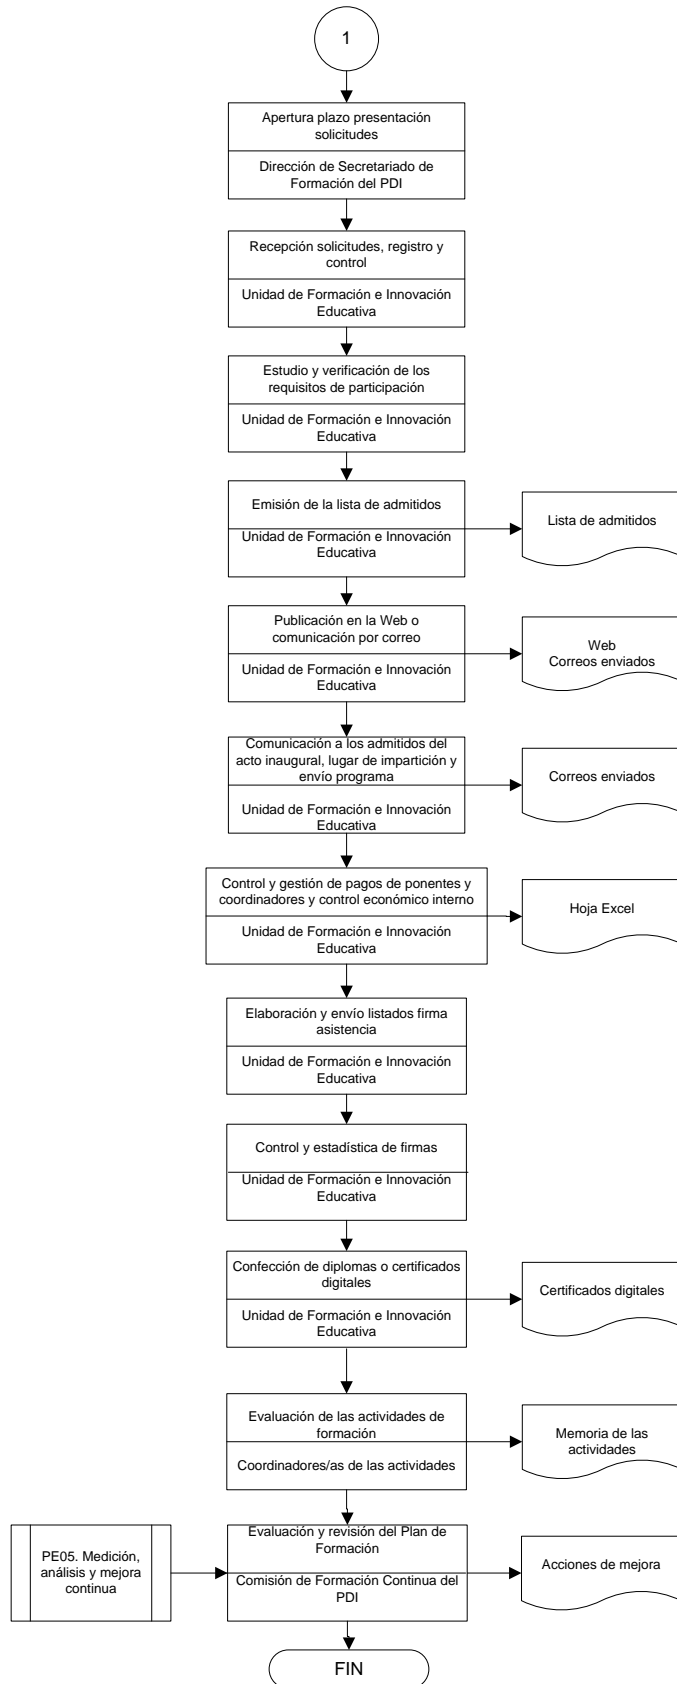 1
Apertura plazo presentación
solicitudes
Dirección de Secretariado de
Formación del PDI
Recepción solicitudes, registro y
control
Unidad de Formación e Innovación
Educativa
Estudio y verificación de los
requisitos de participación
Unidad de Formación e Innovación
Educativa
Emisión de la lista de admitidos
Unidad de Formación e Innovación
Educativa
Lista de admitidos
Publicación en la Web o
comunicación por correo
Unidad de Formación e Innovación
Educativa
Web
Correos enviados
Comunicación a los admitidos del
acto inaugural, lugar de impartición y
envío programa
Unidad de Formación e Innovación
Educativa
Correos enviados
Control y gestión de pagos de ponentes y
coordinadores y control económico interno
Unidad de Formación e Innovación
Educativa
Hoja Excel
Elaboración y envío listados firma
asistencia
Unidad de Formación e Innovación
Educativa
Control y estadística de firmas
Unidad de Formación e Innovación
Educativa
Confección de diplomas o certificados
digitales
Unidad de Formación e Innovación
Educativa
Certificados digitales
Evaluación de las actividades de
formación
Coordinadores/as de las actividades
Memoria de las
actividades
PE05. Medición,
análisis y mejora
continua
Evaluación y revisión del Plan de
Formación
Comisión de Formación Continua del
PDI
Acciones de mejora
FIN